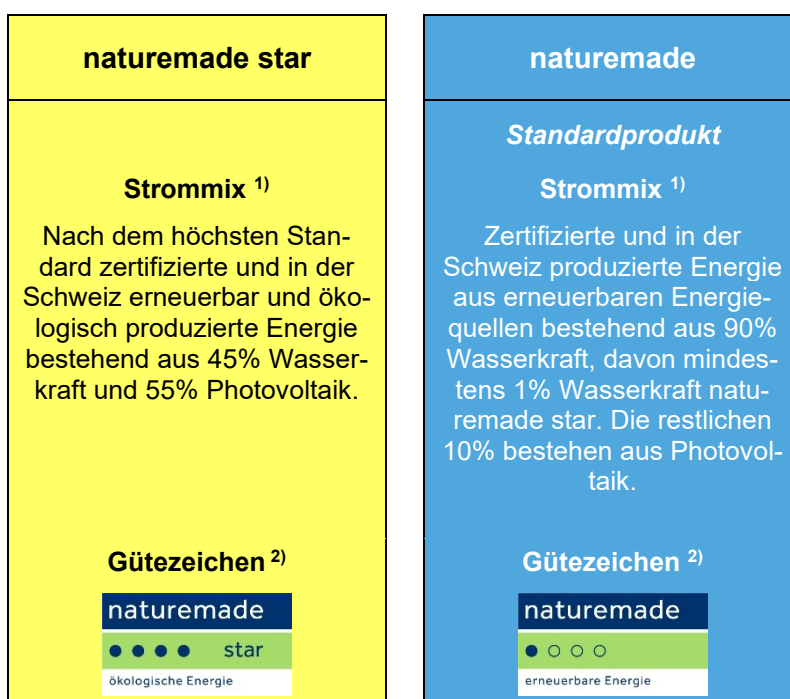 naturemade star
Strommix 1)
Nach dem höchsten Stan-
dard zertifizierte und in der
Schweiz erneuerbar und öko-
logisch produzierte Energie
bestehend aus 45% Wasser-
kraft und 55% Photovoltaik.
Gütezeichen 2)
naturemade
star
ökologische Energie
naturemade
Standardprodukt
Strommix 1)
Zertifizierte und in der
Schweiz produzierte Energie
aus erneuerbaren Energie-
quellen bestehend aus 90%
Wasserkraft, davon mindes-
tens 1% Wasserkraft natu-
remade star. Die restlichen
10% bestehen aus Photovol-
taik.
Gütezeichen 2)
naturemade
erneuerbare Energie